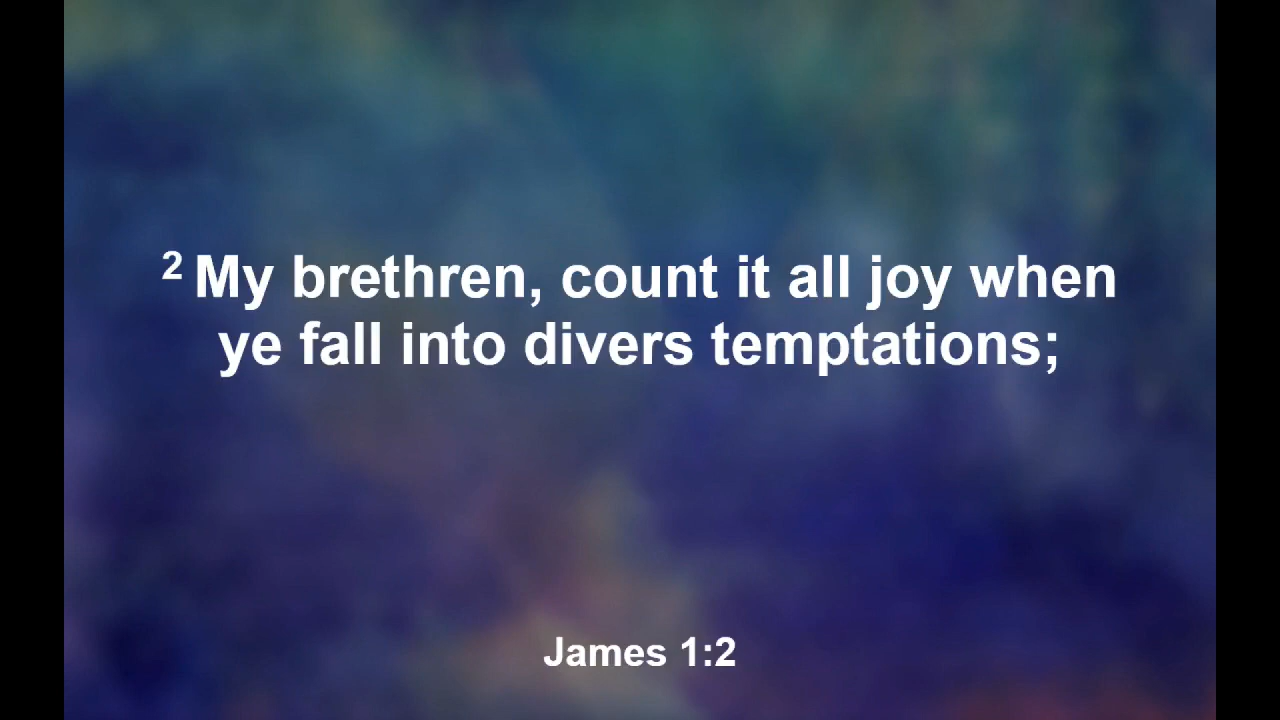 2 My brethren, count it all joy when
ye fall into divers temptations;
James 1:2